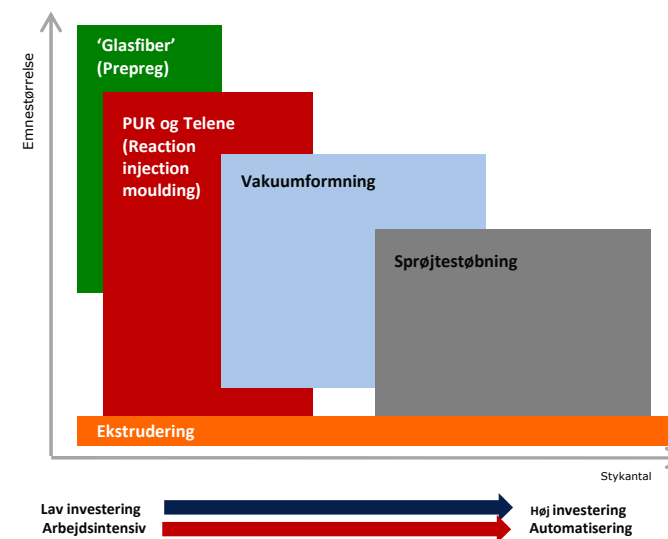 Emnestørrelse
‘Glasfiber’
(Prepreg)
PUR og Telene
(Reaction
injection
moulding)
Vakuumformning
Sprøjtestøbning
Ekstrudering
Stykantal
Lav investering
Høj investering
Arbejdsintensiv
Automatisering